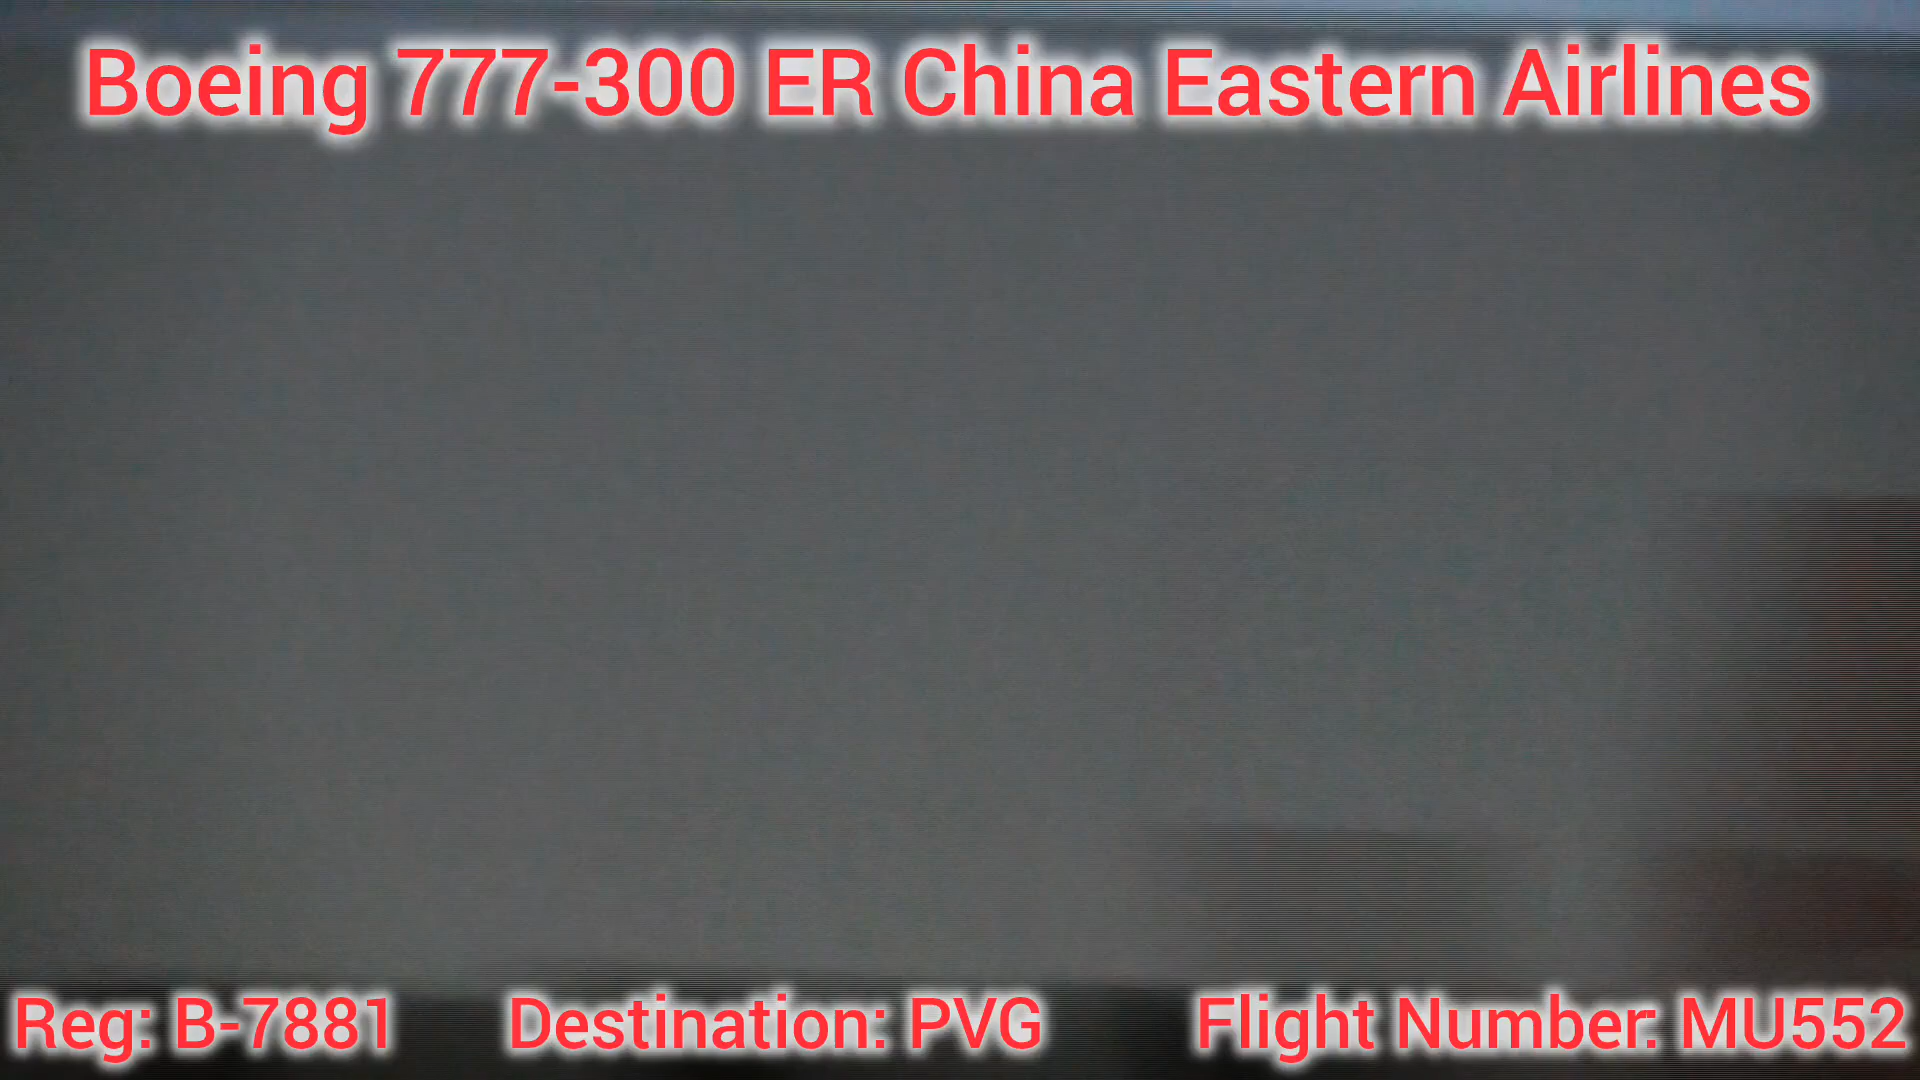 Boeing 777-300 ER China Eastern Airlines
Reg: B-7881 Destination: PVG Flight Number: MU552